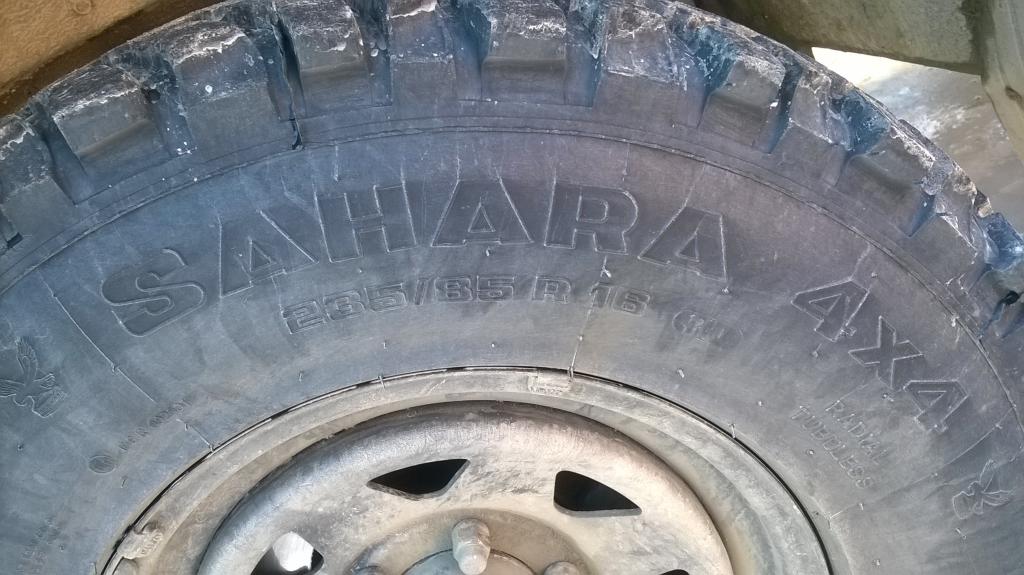 SAHARA 4X4
235/85 R 16
RADIAL
TUBELESS